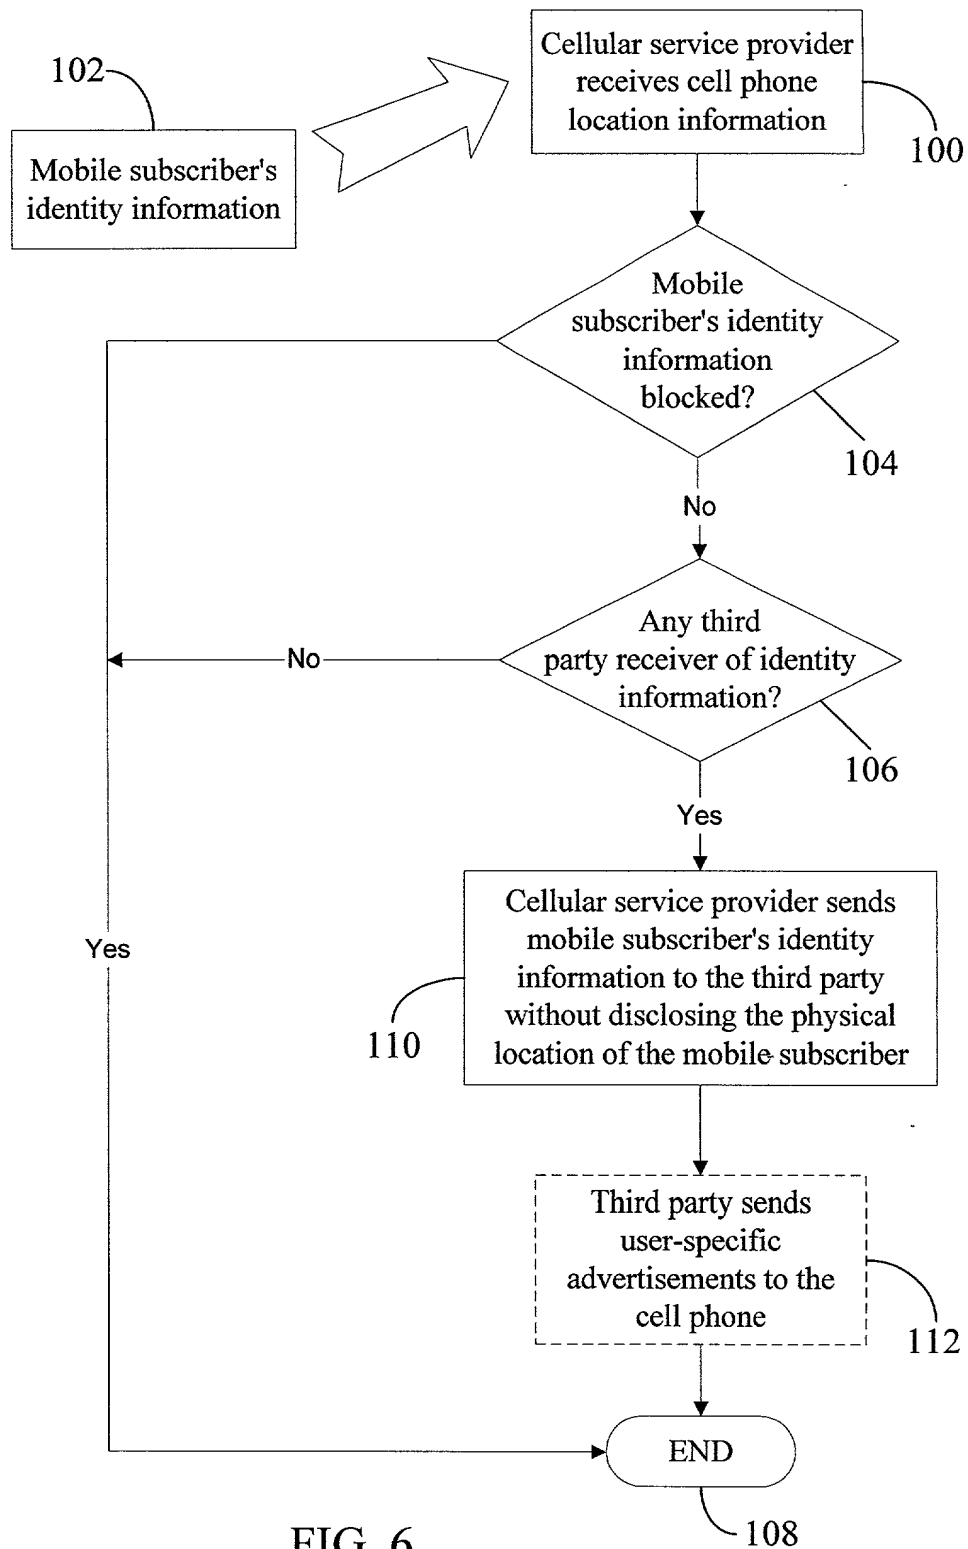 Cellular service provider
receives cell phone
location information
100
102
Mobile subscriber's
identity information
Mobile
subscriber's identity
information
blocked?
104
No
Any third
party receiver of identity
information?
106
No
Yes
Cellular service provider sends
mobile subscriber's identity
information to the third party
without disclosing the physical
location of the mobile subscriber
110
Yes
Third party sends
user-specific
advertisements to the
cell phone
112
END
108
FIG. 6